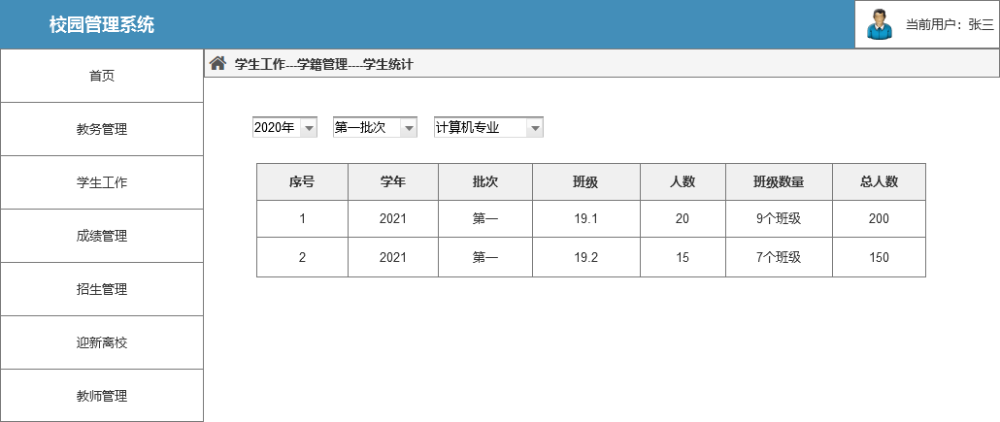 校园管理系统
当前用户：张三
首页
教务管理
学生工作
成绩管理
招生管理
迎新离校
教师管理
学生工作---学籍管理----学生统计
2020年 第一批次 计算机专业
序号 学年 批次 班级 人数 班级数量 总人数
1 2021 第一 19.1 20 9个班级 200
2 2021 第一 19.2 15 7个班级 150